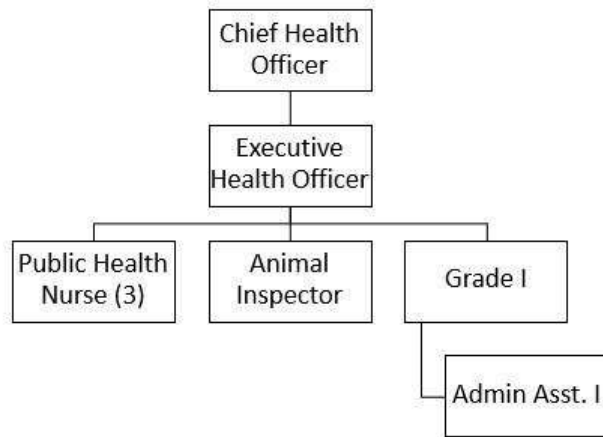 Chief Health
Officer
Executive
Health Officer
Public Health
Nurse (3)
Animal
Inspector
Grade I
Admin Asst. I